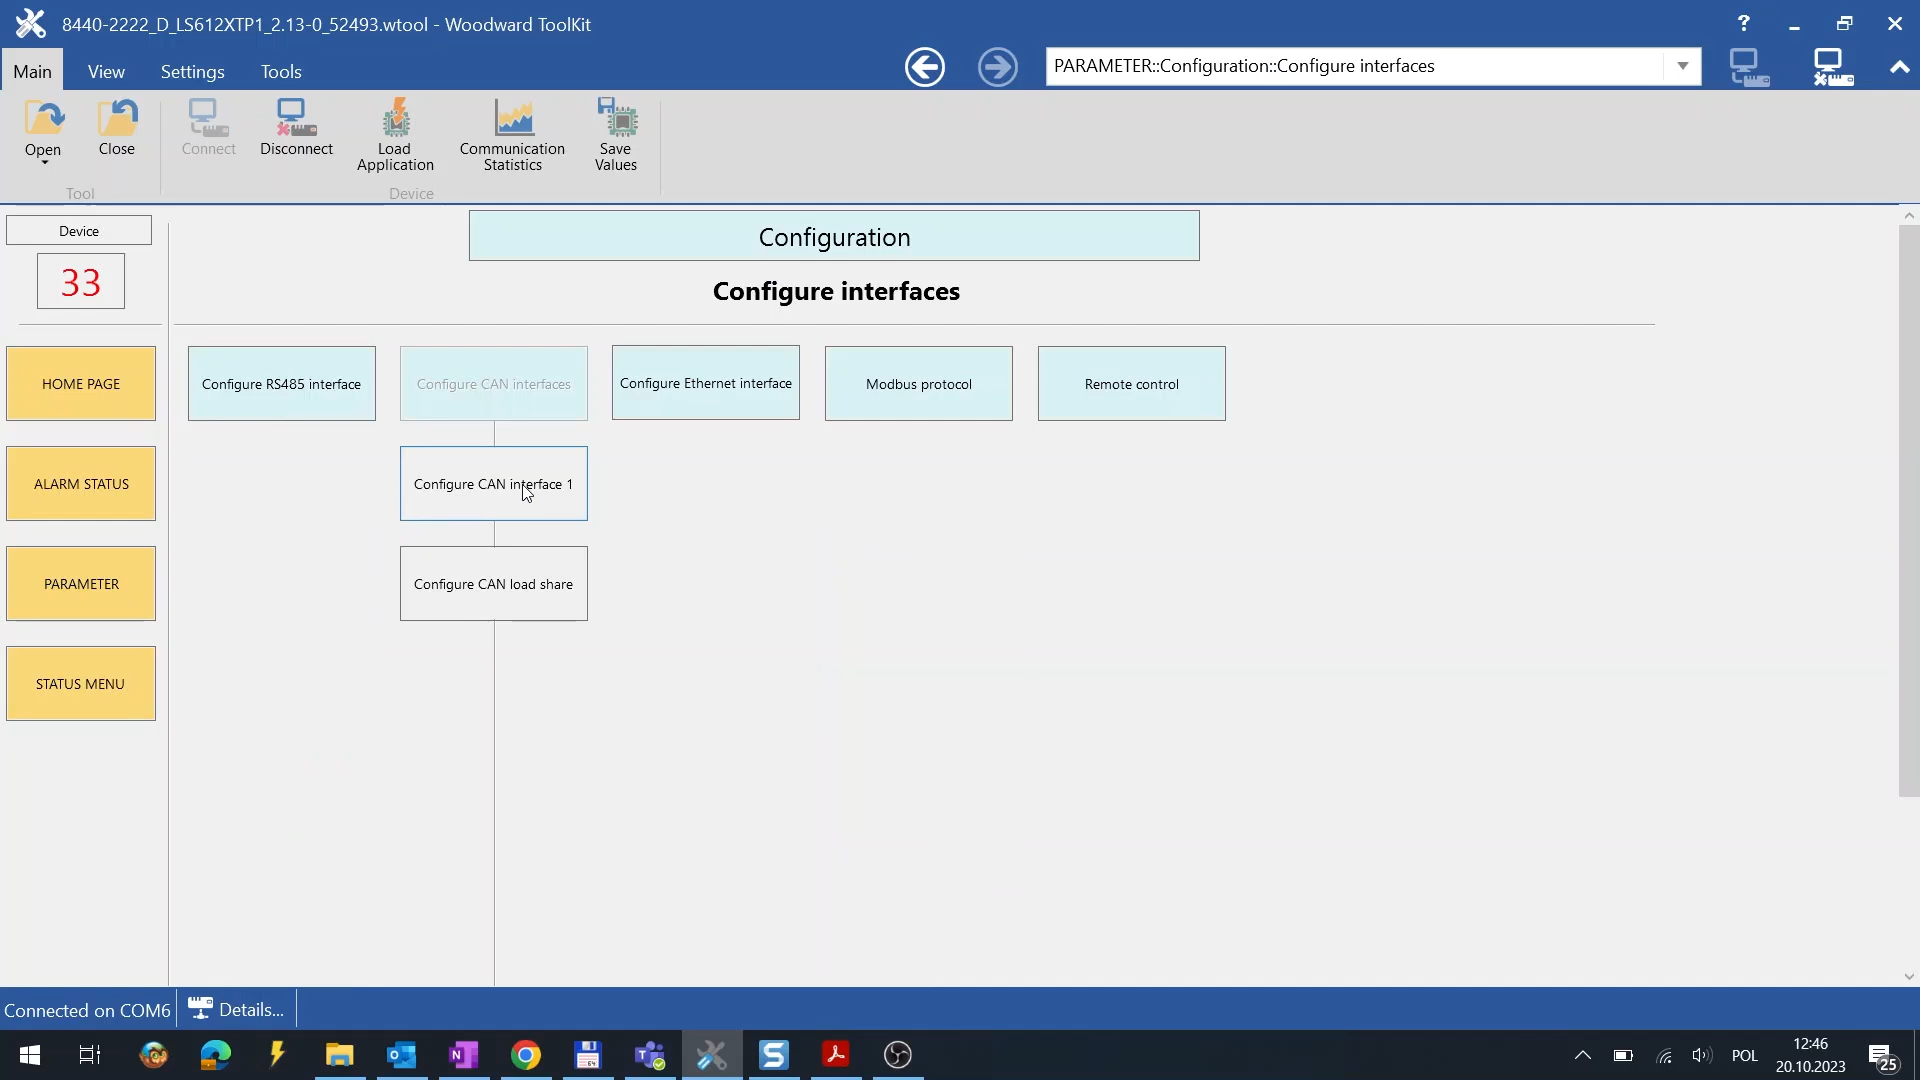 8440-2222_D_LS612XTP1_2.13-0_52493.wtool - Woodward ToolKit
?
Main View Settings Tools
PARAMETER::Configuration::Configure interfaces
Open
Close
Connect
Disconnect
Load
Application
Communication
Statistics
Save
Values
Tool
Device
Device
33
Configuration
Configure interfaces
HOME PAGE
ALARM STATUS
PARAMETER
STATUS MENU
Configure RS485 interface
Configure CAN interfaces
Configure Ethernet interface
Modbus protocol
Remote control
Configure CAN interface 1
Configure CAN load share
Connected on COM6
Details...
N
64
S
POL
12:46
20.10.2023
25